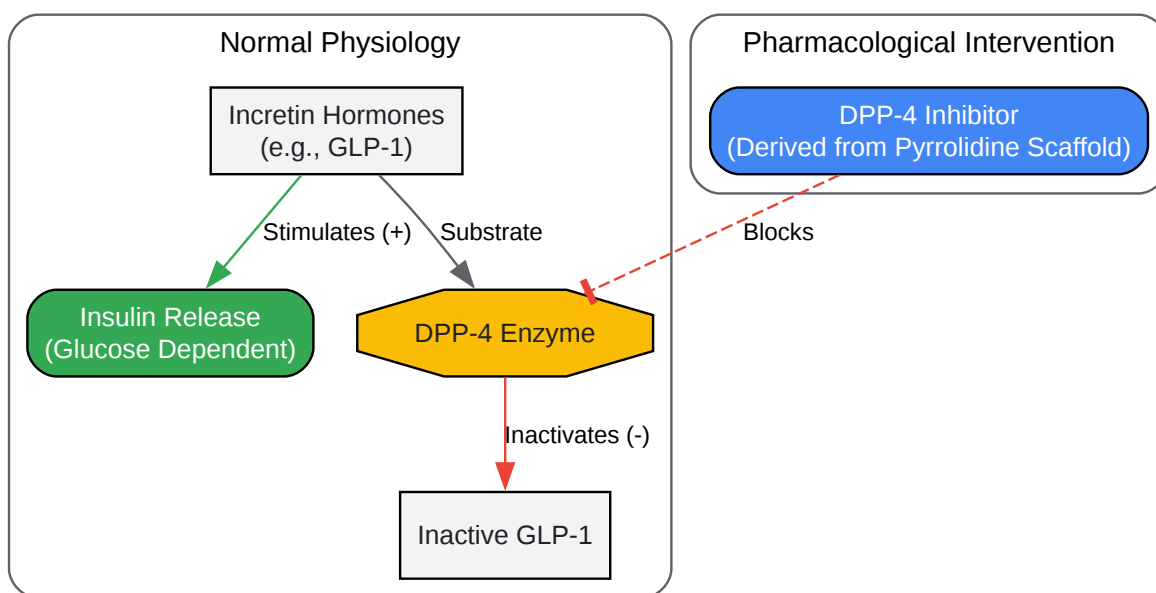 Normal Physiology
Pharmacological Intervention
Incretin Hormones
(e.g., GLP-1)
DPP-4 Inhibitor
(Derived from Pyrrolidine Scaffold)
Stimulates (+)
Substrate
Blocks
Insulin Release
(Glucose Dependent)
DPP-4 Enzyme
Inactivates (-)
Inactive GLP-1